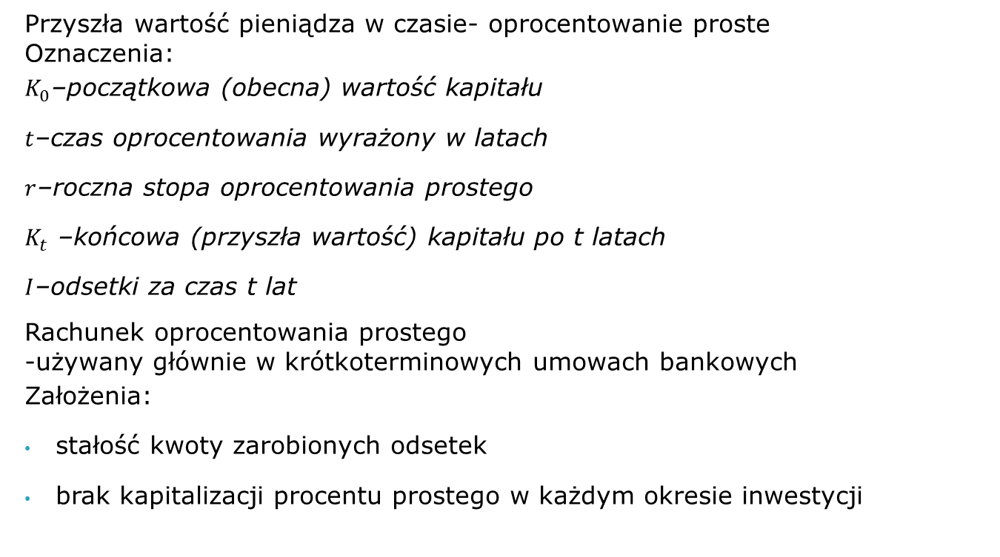 Przyszła wartość pieniądza w czasie- oprocentowanie proste
Oznaczenia:
K₀–początkowa (obecna) wartość kapitału
t–czas oprocentowania wyrażony w latach
r–roczna stopa oprocentowania prostego
Kₜ –końcowa (przyszła wartość) kapitału po t latach
I–odsetki za czas t lat
Rachunek oprocentowania prostego
-używany głównie w krótkoterminowych umowach bankowych
Założenia:
• stałość kwoty zarobionych odsetek
• brak kapitalizacji procentu prostego w każdym okresie inwestycji